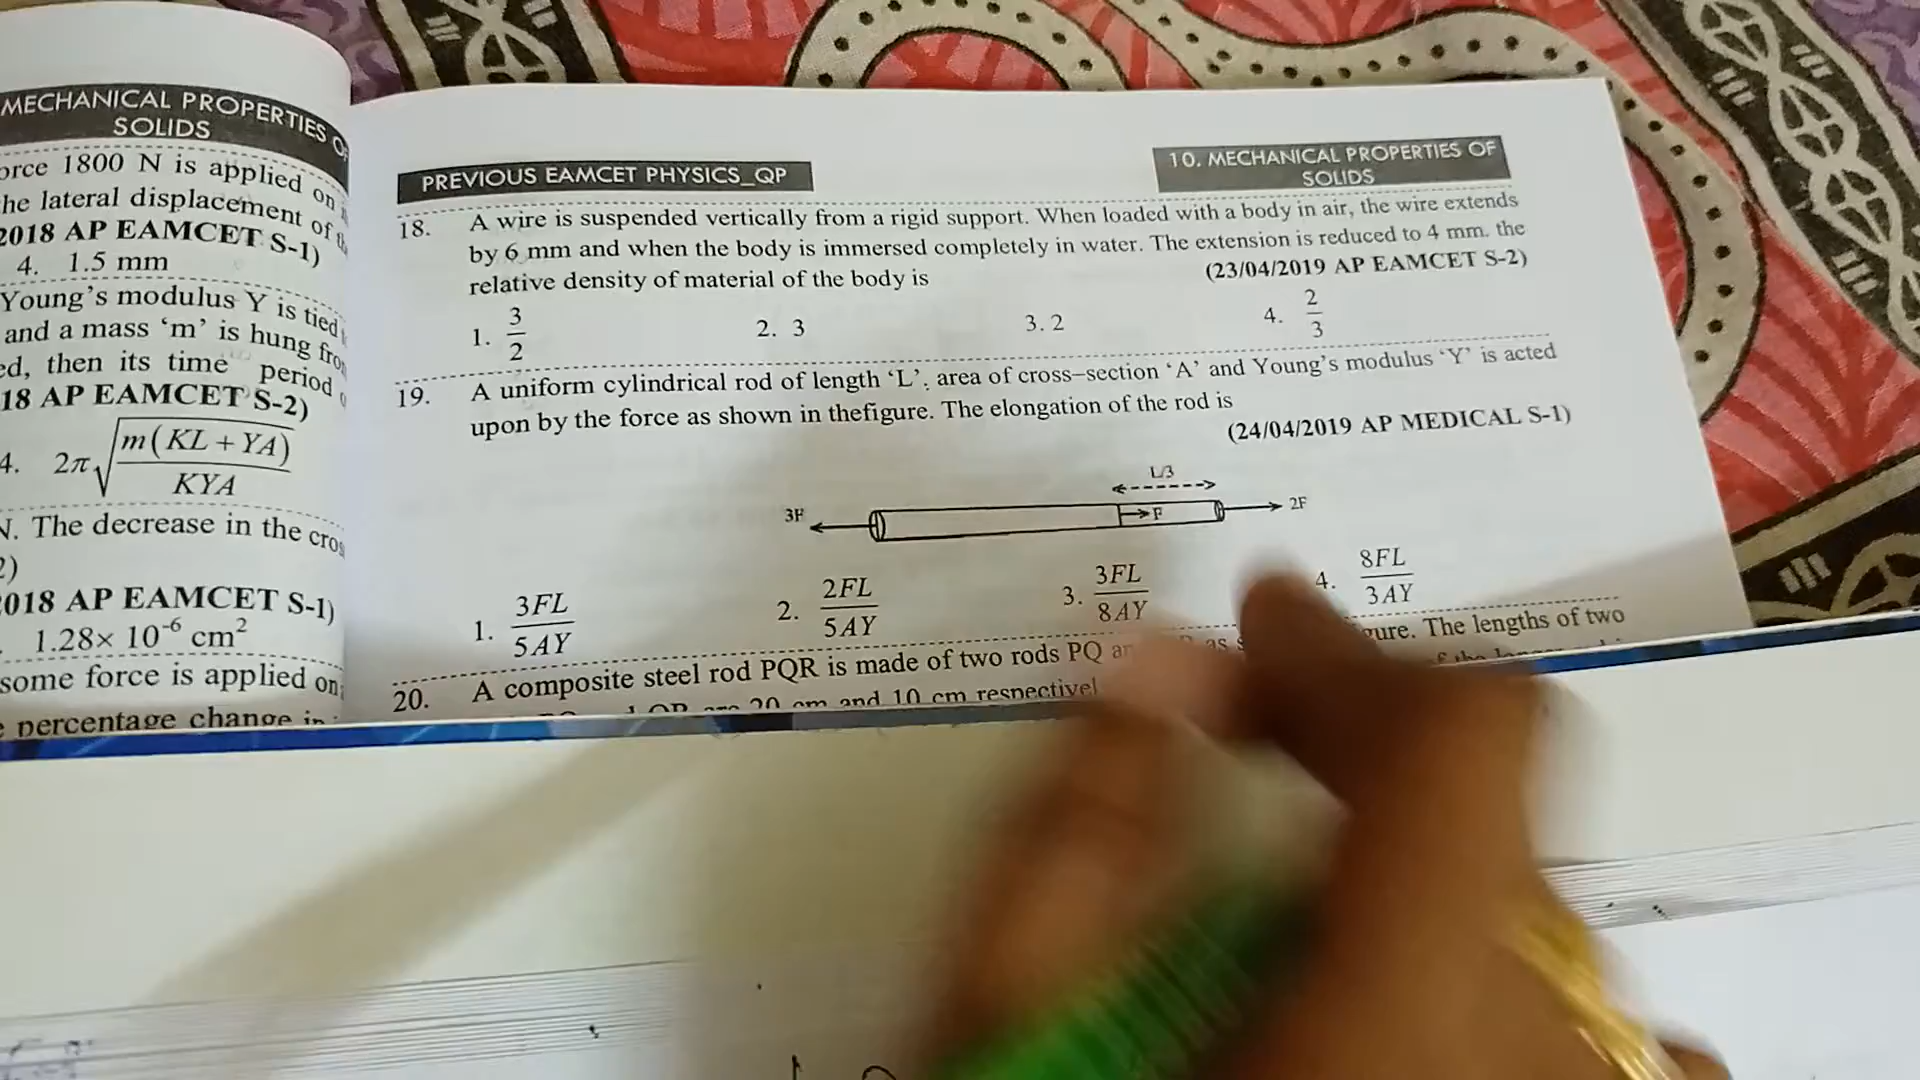 MECHANICAL PROPERTIES
SOLIDS
orce 1800 N is applied on
he lateral displacement of
2018 AP EAMCET S-1)
4. 1.5 mm
Young's modulus Y is tied
and a mass 'm' is hung
ed, then its time period
18 AP EAMCET S-2)
4. 2π√(m(KL+YA)/KYA)
N. The decrease in the
2)
018 AP EAMCET S-1)
1.28× 10⁻⁶ cm²
some force is applied on
percentage change in
PREVIOUS EAMCET PHYSICS_QP
10. MECHANICAL PROPERTIES OF
SOLIDS
18. A wire is suspended vertically from a rigid support. When loaded with a body in air, the wire extends
by 6 mm and when the body is immersed completely in water. The extension is reduced to 4 mm. the
relative density of material of the body is (23/04/2019 AP EAMCET S-2)
1. 3/2 2. 3 3. 2 4. 2/3
19. A uniform cylindrical rod of length 'L', area of cross-section 'A' and Young's modulus 'Y' is acted
upon by the force as shown in thefigure. The elongation of the rod is
(24/04/2019 AP MEDICAL S-1)
L/3
3F F 2F
1. 3FL/5AY 2. 2FL/5AY 3. 3FL/8AY 4. 8FL/3AY
20. A composite steel rod PQR is made of two rods PQ as gure. The lengths of two
20 cm and 10 cm